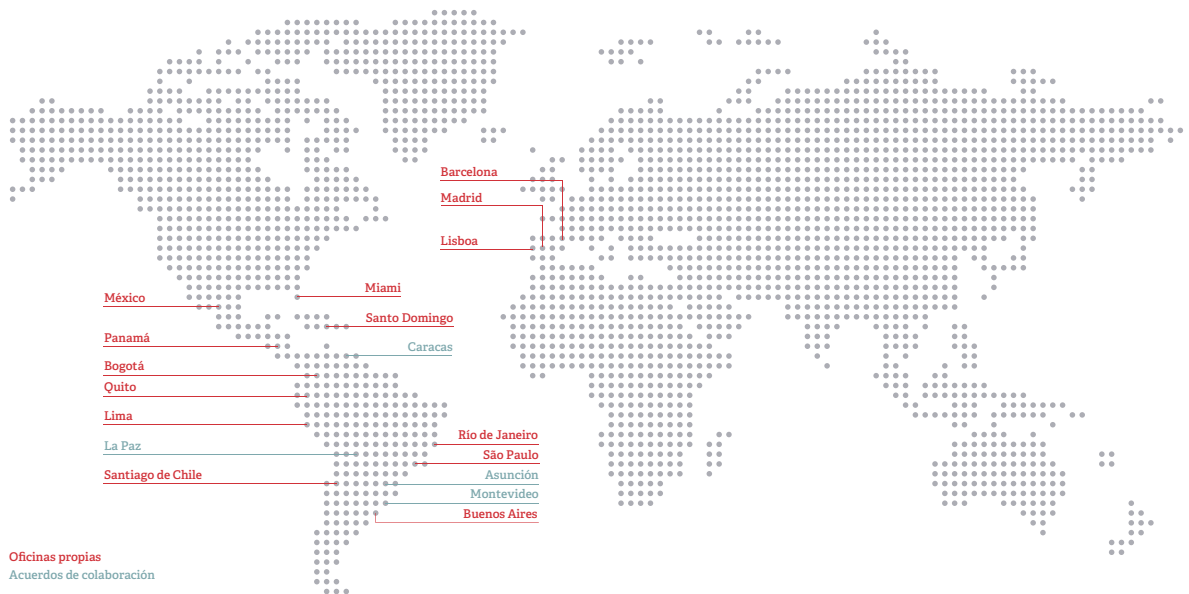 Barcelona
Madrid
Lisboa
Miami
México
Santo Domingo
Panamá
Caracas
Bogotá
Quito
Lima
Río de Janeiro
La Paz
São Paulo
Santiago de Chile
Asunción
Montevideo
Buenos Aires
Oficinas propias
Acuerdos de colaboración